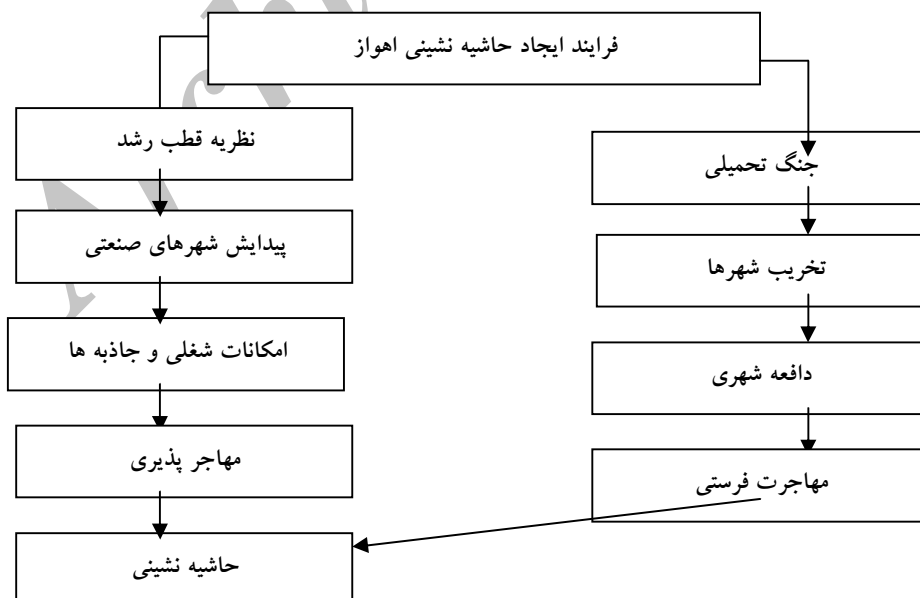 فرایند ایجاد حاشیه نشینی اهواز
نظریه قطب رشد
جنگ تحمیلی
پیدایش شهرهای صنعتی
تخریب شهرها
امکانات شغلی و جاذبه ها
دافعه شهری
مهاجر پذیری
مهاجرت فرستی
حاشیه نشینی